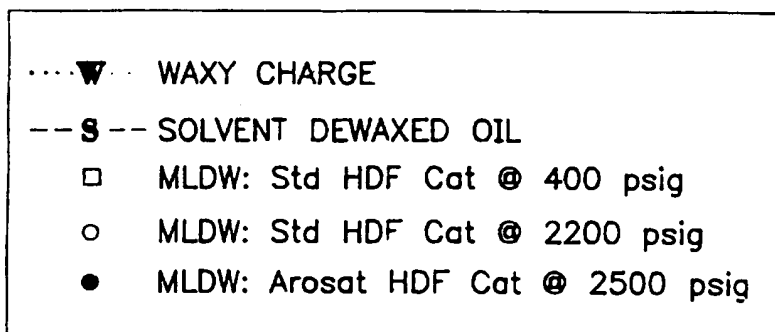 ····W·· WAXY CHARGE
--S-- SOLVENT DEWAXED OIL
□ MLDW: Std HDF Cat @ 400 psig
○ MLDW: Std HDF Cat @ 2200 psig
● MLDW: Arosat HDF Cat @ 2500 psig